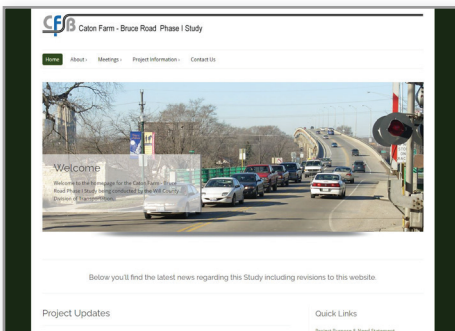 CFB Caton Farm - Bruce Road Phase I Study
Home About › Meetings › Project Information › Contact Us
Welcome
Welcome to the homepage for the Caton Farm - Bruce
Road Phase I Study being conducted by the Will County
Division of Transportation.
Below you'll find the latest news regarding this Study including revisions to this website.
Project Updates
Quick Links